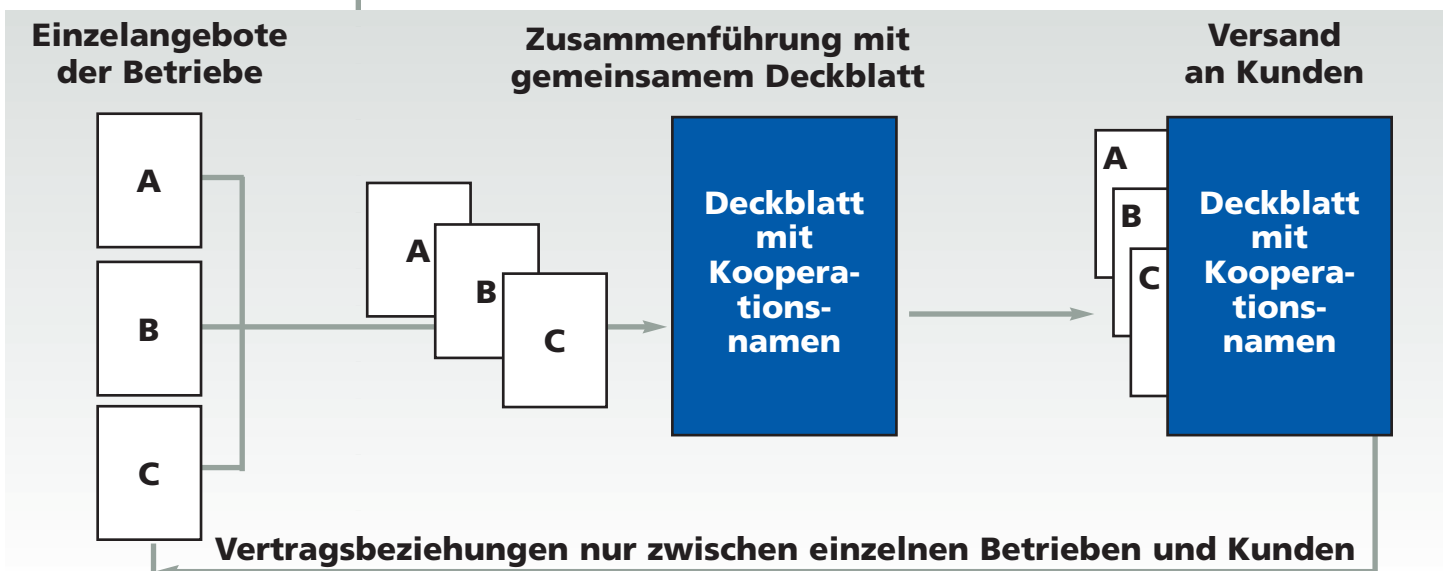 Einzelangebote
der Betriebe
Zusammenführung mit
gemeinsamem Deckblatt
Versand
an Kunden
A
B
C
A
B
C
Deckblatt
mit
Koopera-
tions-
namen
A
B
C
Deckblatt
mit
Koopera-
tions-
namen
Vertragsbeziehungen nur zwischen einzelnen Betrieben und Kunden